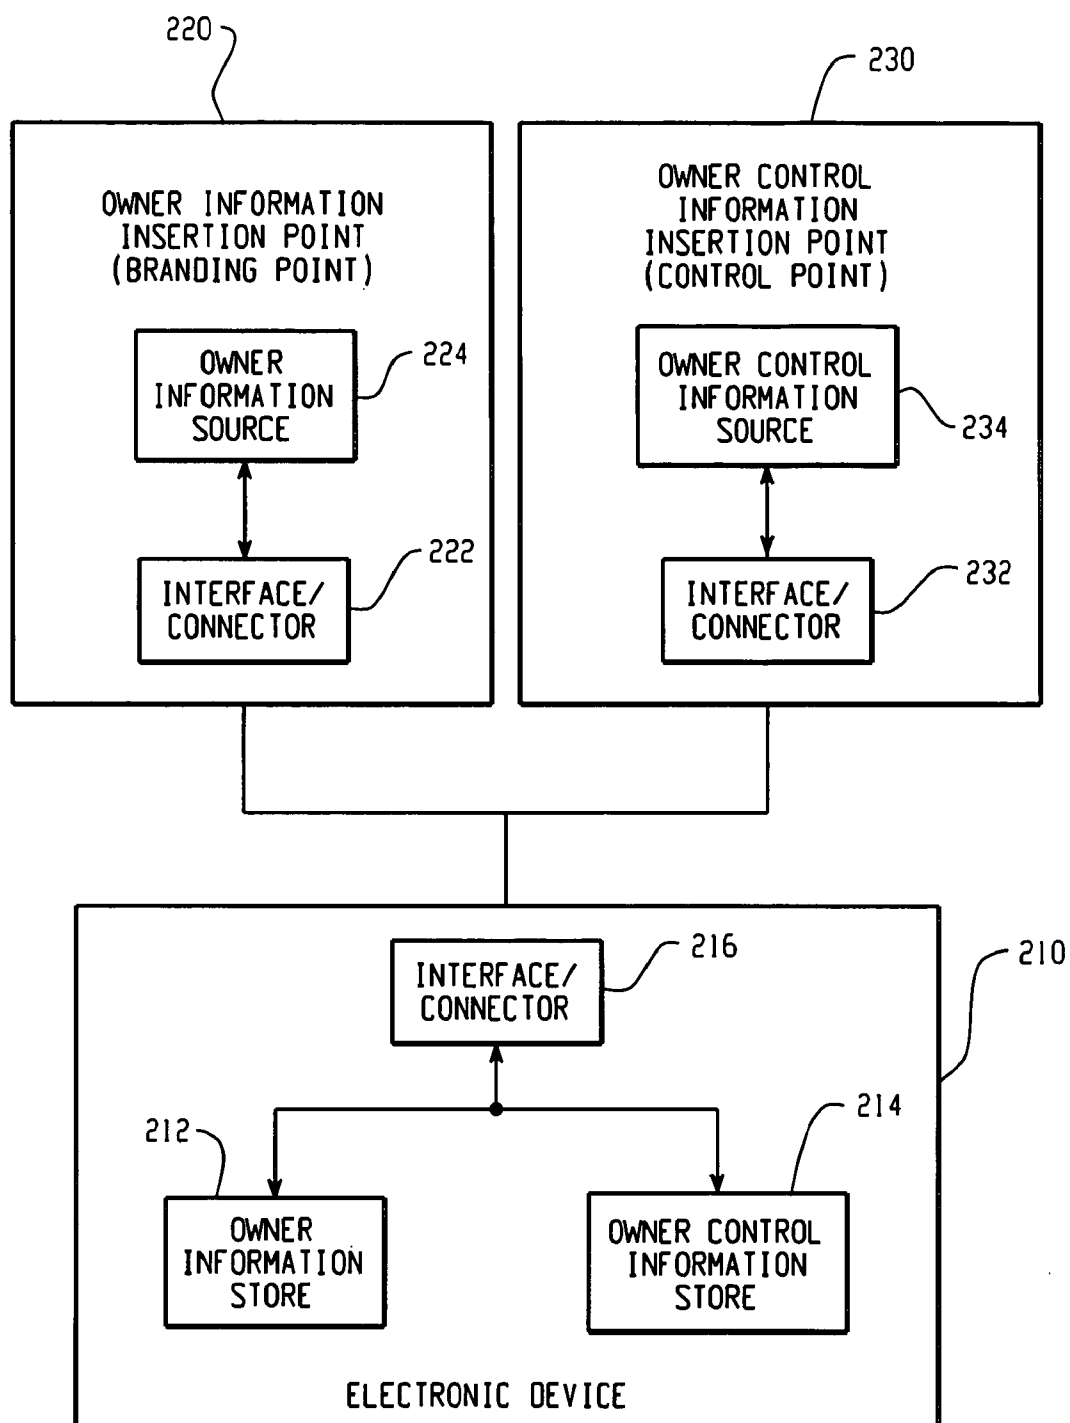 220
230
OWNER INFORMATION
INSERTION POINT
(BRANDING POINT)
OWNER
INFORMATION
SOURCE
224
INTERFACE/
CONNECTOR
222
OWNER CONTROL
INFORMATION
INSERTION POINT
(CONTROL POINT)
OWNER CONTROL
INFORMATION
SOURCE
234
INTERFACE/
CONNECTOR
232
INTERFACE/
CONNECTOR
216
210
212
OWNER
INFORMATION
STORE
214
OWNER CONTROL
INFORMATION
STORE
ELECTRONIC DEVICE